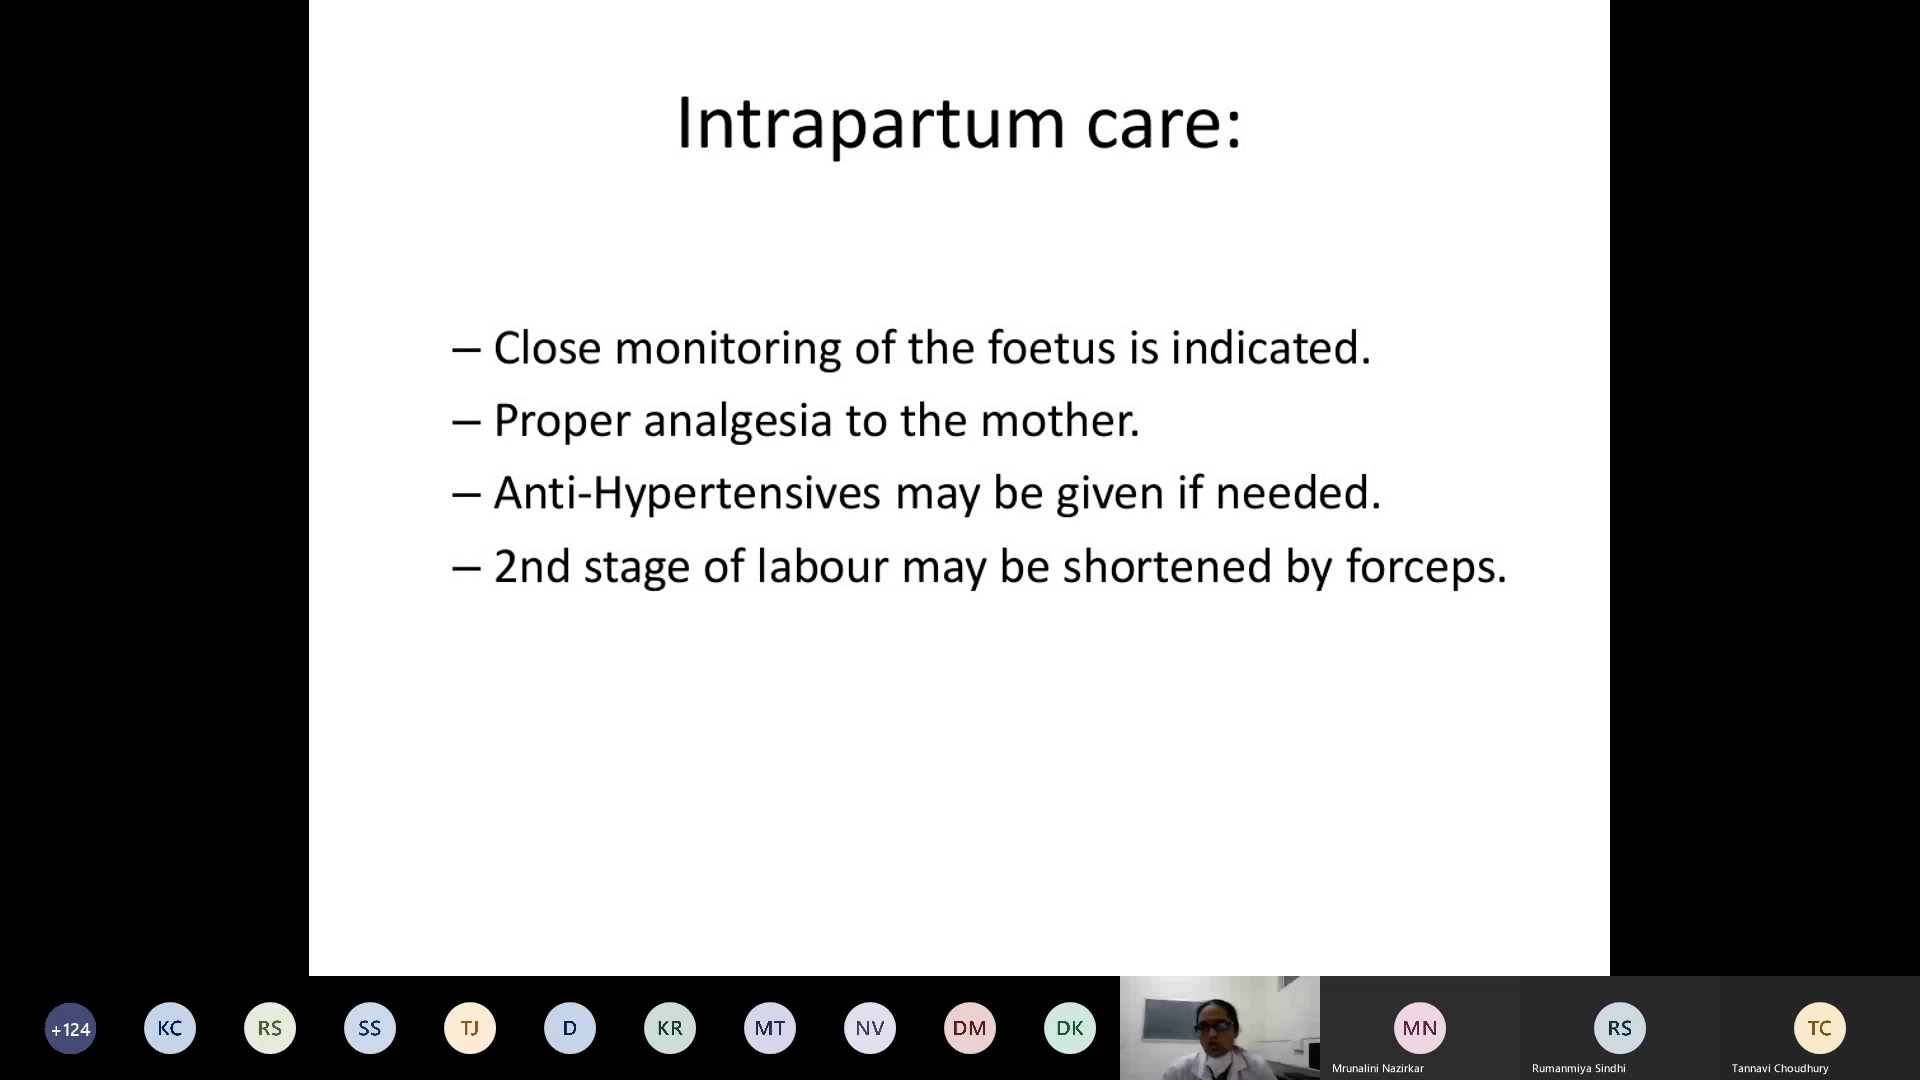 Intrapartum care:
– Close monitoring of the foetus is indicated.
– Proper analgesia to the mother.
– Anti-Hypertensives may be given if needed.
– 2nd stage of labour may be shortened by forceps.
+124
KC
RS
SS
TJ
D
KR
MT
NV
DM
DK
MN
RS
TC
Mrunalini Nazirkar
Rumanmiya Sindhi
Tannavi Choudhury